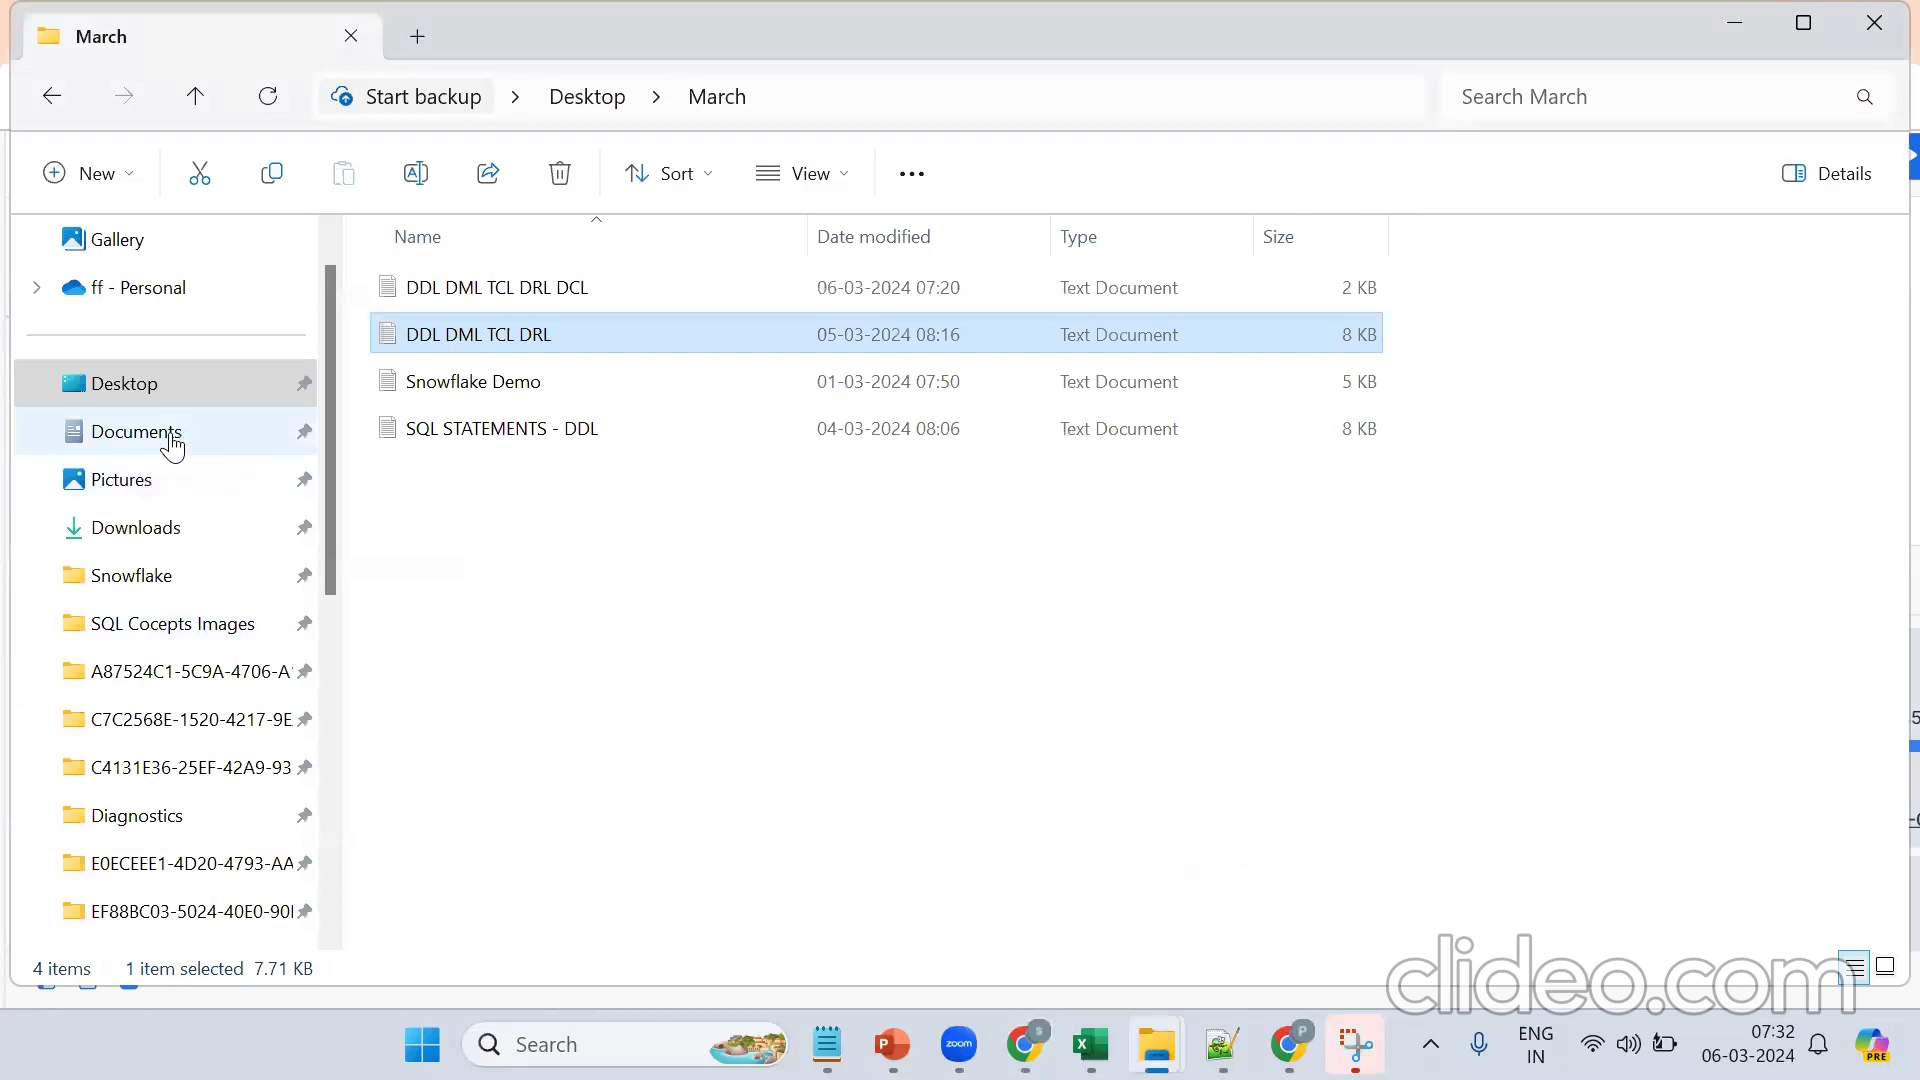 March
Start backup > Desktop > March
Search March
New
Sort
View
Details
Gallery
ff - Personal
Desktop
Documents
Pictures
Downloads
Snowflake
SQL Cocepts Images
A87524C1-5C9A-4706-A
C7C2568E-1520-4217-9E
C4131E36-25EF-42A9-93
Diagnostics
E0ECEEE1-4D20-4793-AA
EF88BC03-5024-40E0-90
Name Date modified Type Size
DDL DML TCL DRL DCL 06-03-2024 07:20 Text Document 2 KB
DDL DML TCL DRL 05-03-2024 08:16 Text Document 8 KB
Snowflake Demo 01-03-2024 07:50 Text Document 5 KB
SQL STATEMENTS - DDL 04-03-2024 08:06 Text Document 8 KB
4 items 1 item selected 7.71 KB
clideo.com
Search
zoom
S
P
ENG
IN
07:32
06-03-2024
PRE